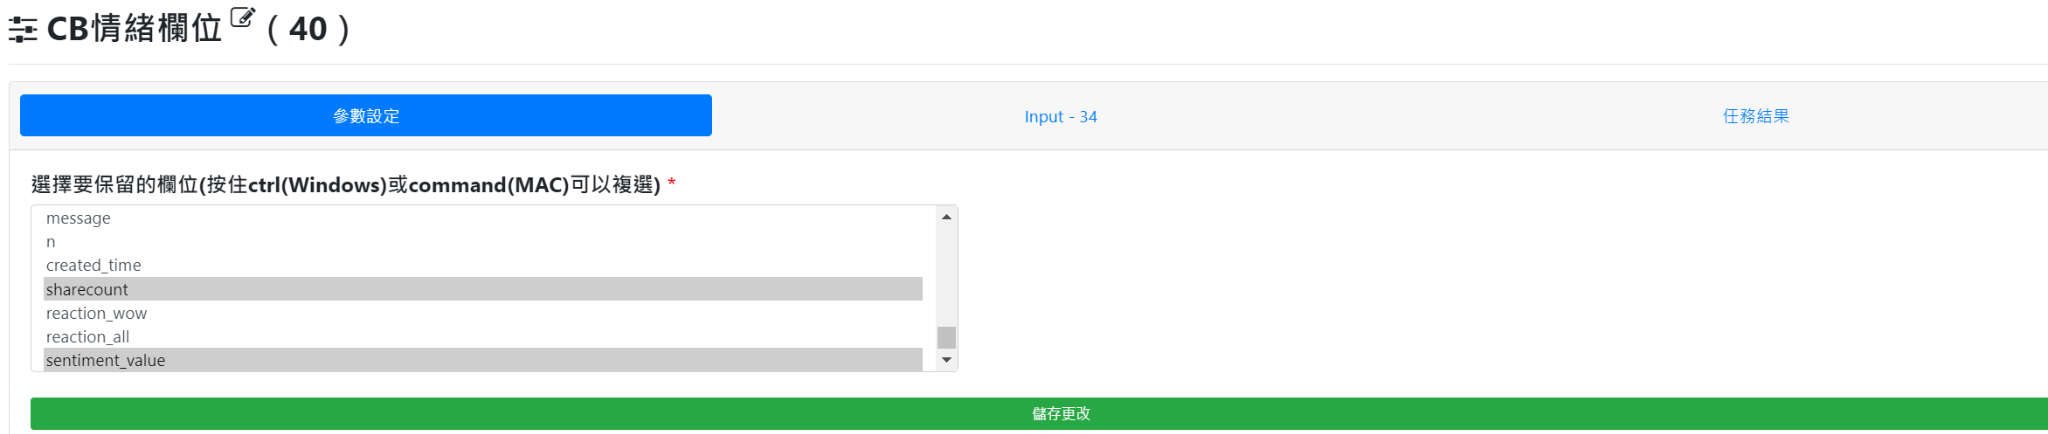 CB情緒欄位 ( 40 )
參數設定 Input - 34 任務結果
選擇要保留的欄位(按住ctrl(Windows)或command(MAC)可以複選) *
message
n
created_time
sharecount
reaction_wow
reaction_all
sentiment_value
儲存更改